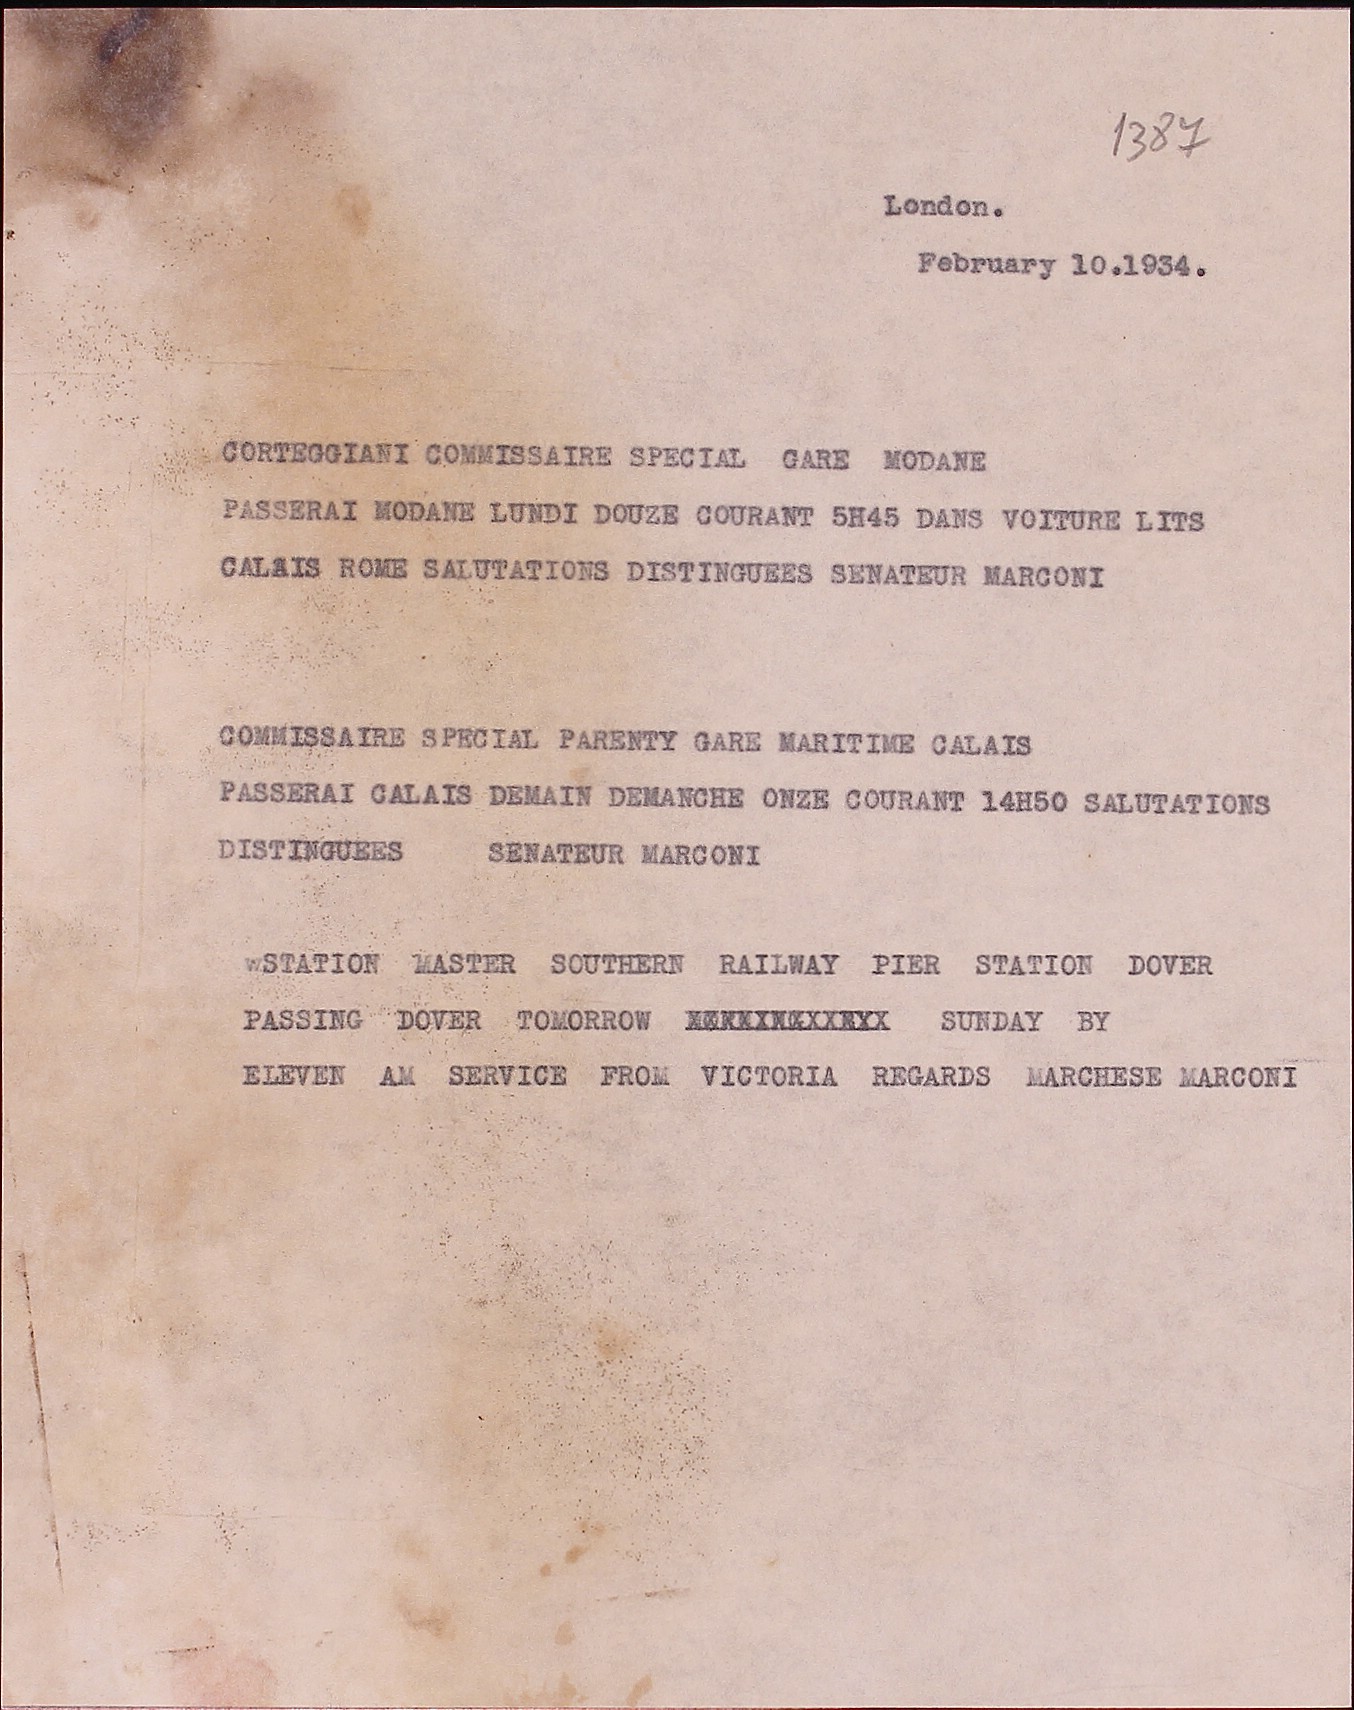 1387
London.
February 10.1934.
CORTEGGIANI COMMISSAIRE SPECIAL GARE MODANE
PASSERAI MODANE LUNDI DOUZE COURANT 5H45 DANS VOITURE LITS
CALAIS ROME SALUTATIONS DISTINGUEES SENATEUR MARCONI
COMMISSAIRE SPECIAL PARENTY GARE MARITIME CALAIS
PASSERAI CALAIS DEMAIN DEMANCHE ONZE COURANT 14H50 SALUTATIONS
DISTINGUEES SENATEUR MARCONI
wSTATION MASTER SOUTHERN RAILWAY PIER STATION DOVER
PASSING DOVER TOMORROW SUNDAY BY
ELEVEN AM SERVICE FROM VICTORIA REGARDS MARCHESE MARCONI